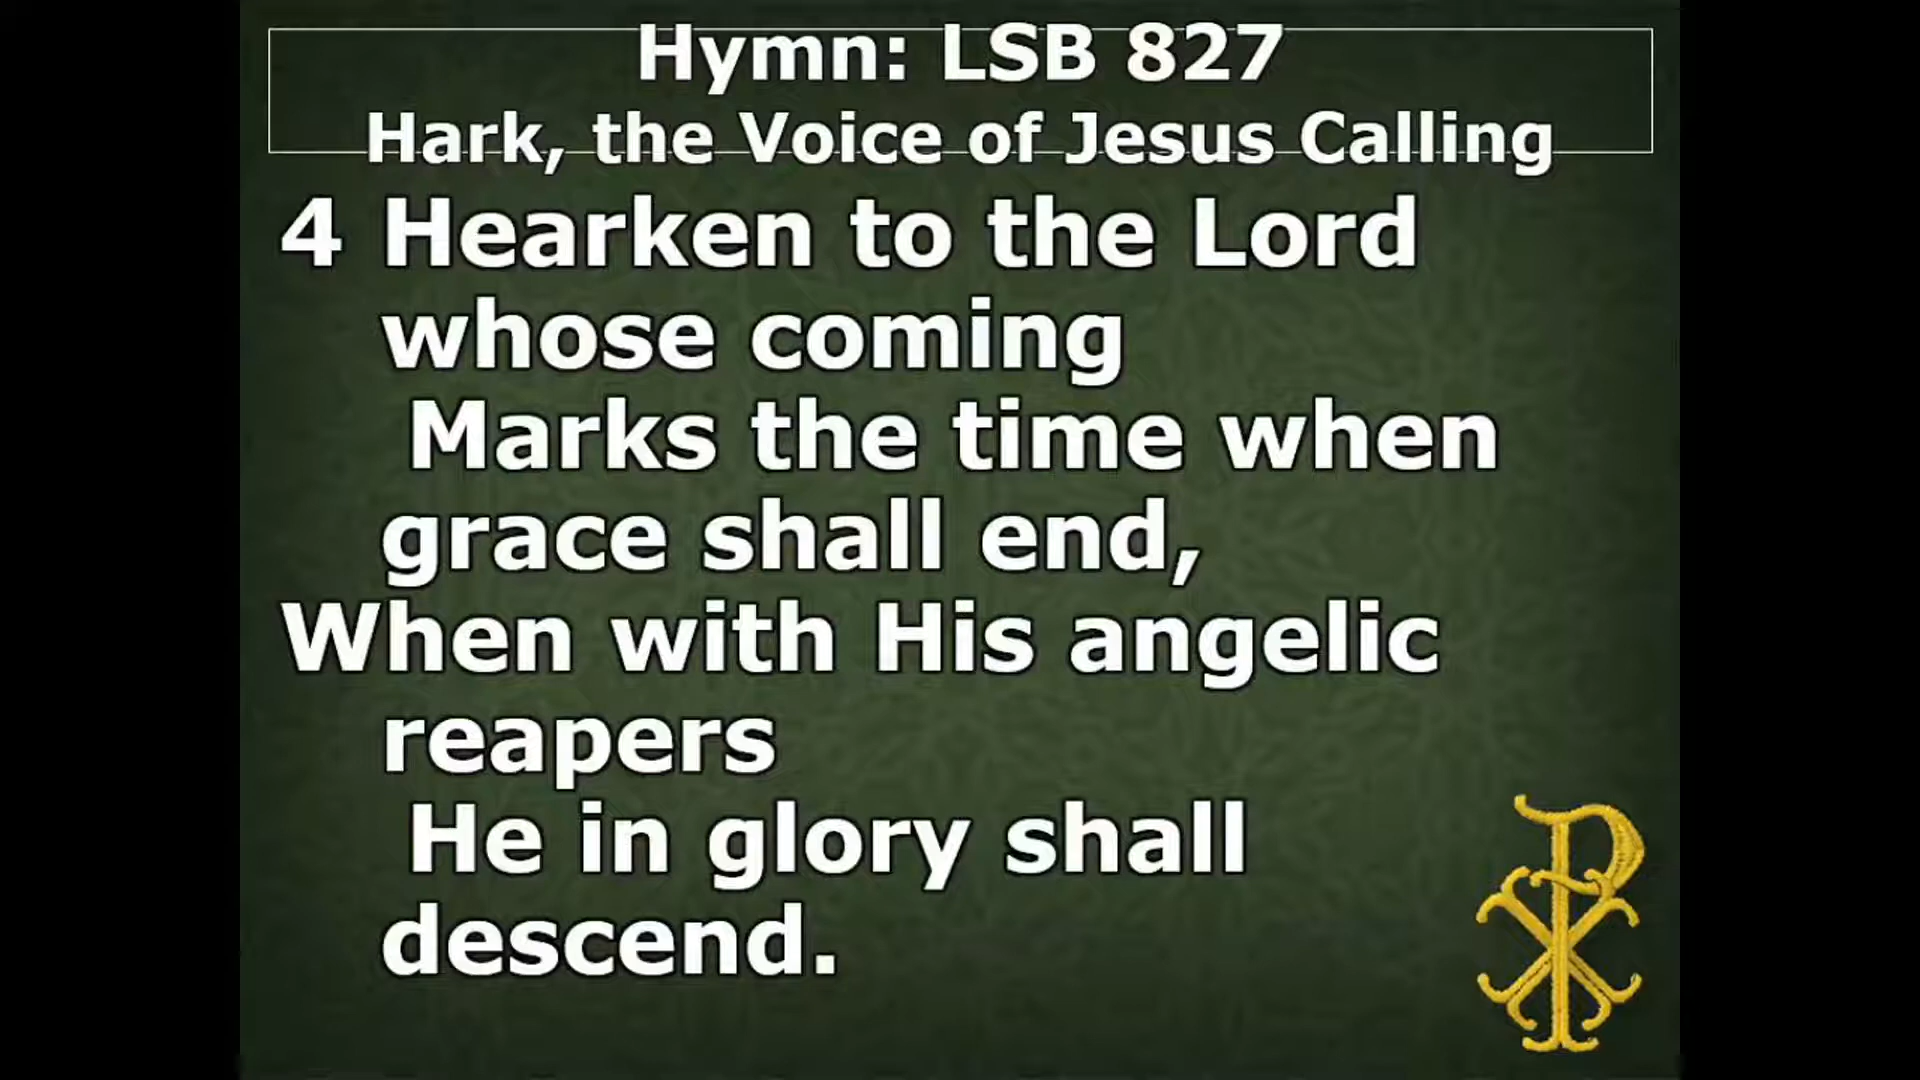 Hymn: LSB 827
Hark, the Voice of Jesus Calling
4 Hearken to the Lord
whose coming
Marks the time when
grace shall end,
When with His angelic
reapers
He in glory shall
descend.